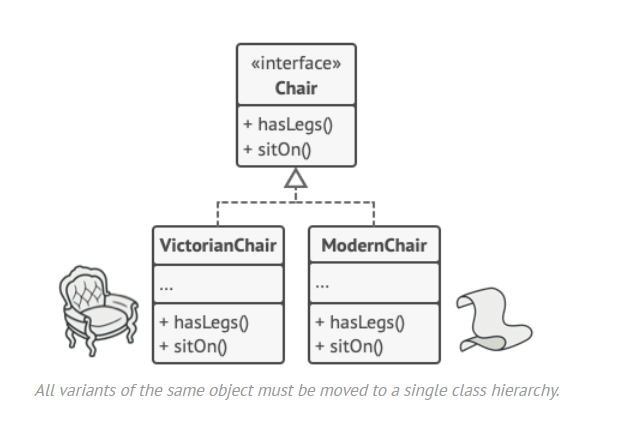 «interface»
Chair
+ hasLegs()
+ sitOn()
VictorianChair
...
+ hasLegs()
+ sitOn()
ModernChair
...
+ hasLegs()
+ sitOn()
All variants of the same object must be moved to a single class hierarchy.